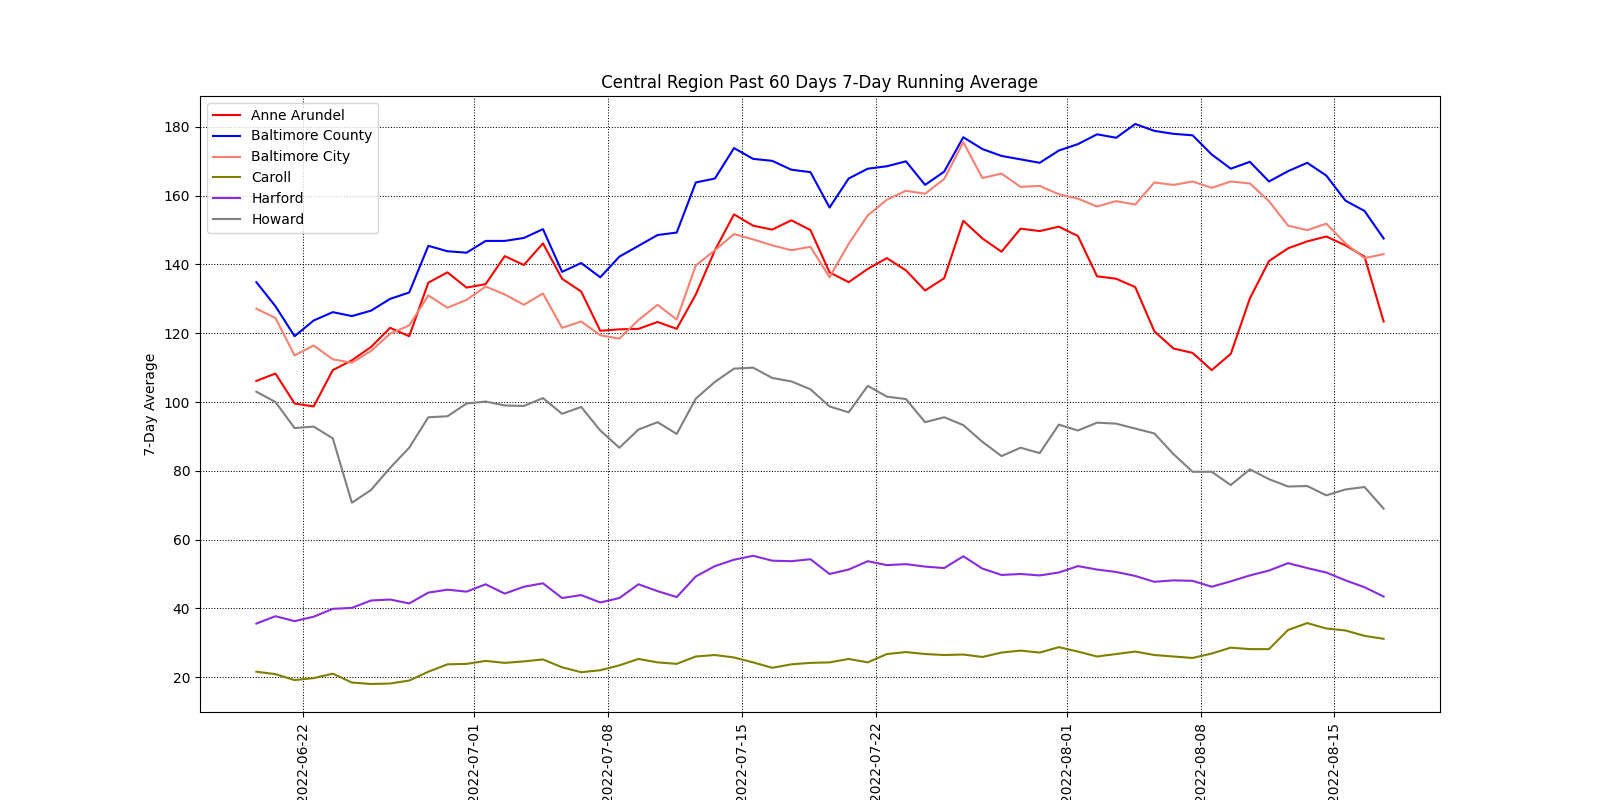 Central Region Past 60 Days 7-Day Running Average
Anne Arundel
Baltimore County
Baltimore City
Caroll
Harford
Howard
7-Day Average
180
160
140
120
100
80
60
40
20
2022-06-22
2022-07-01
2022-07-08
2022-07-15
2022-07-22
2022-08-01
2022-08-08
2022-08-15